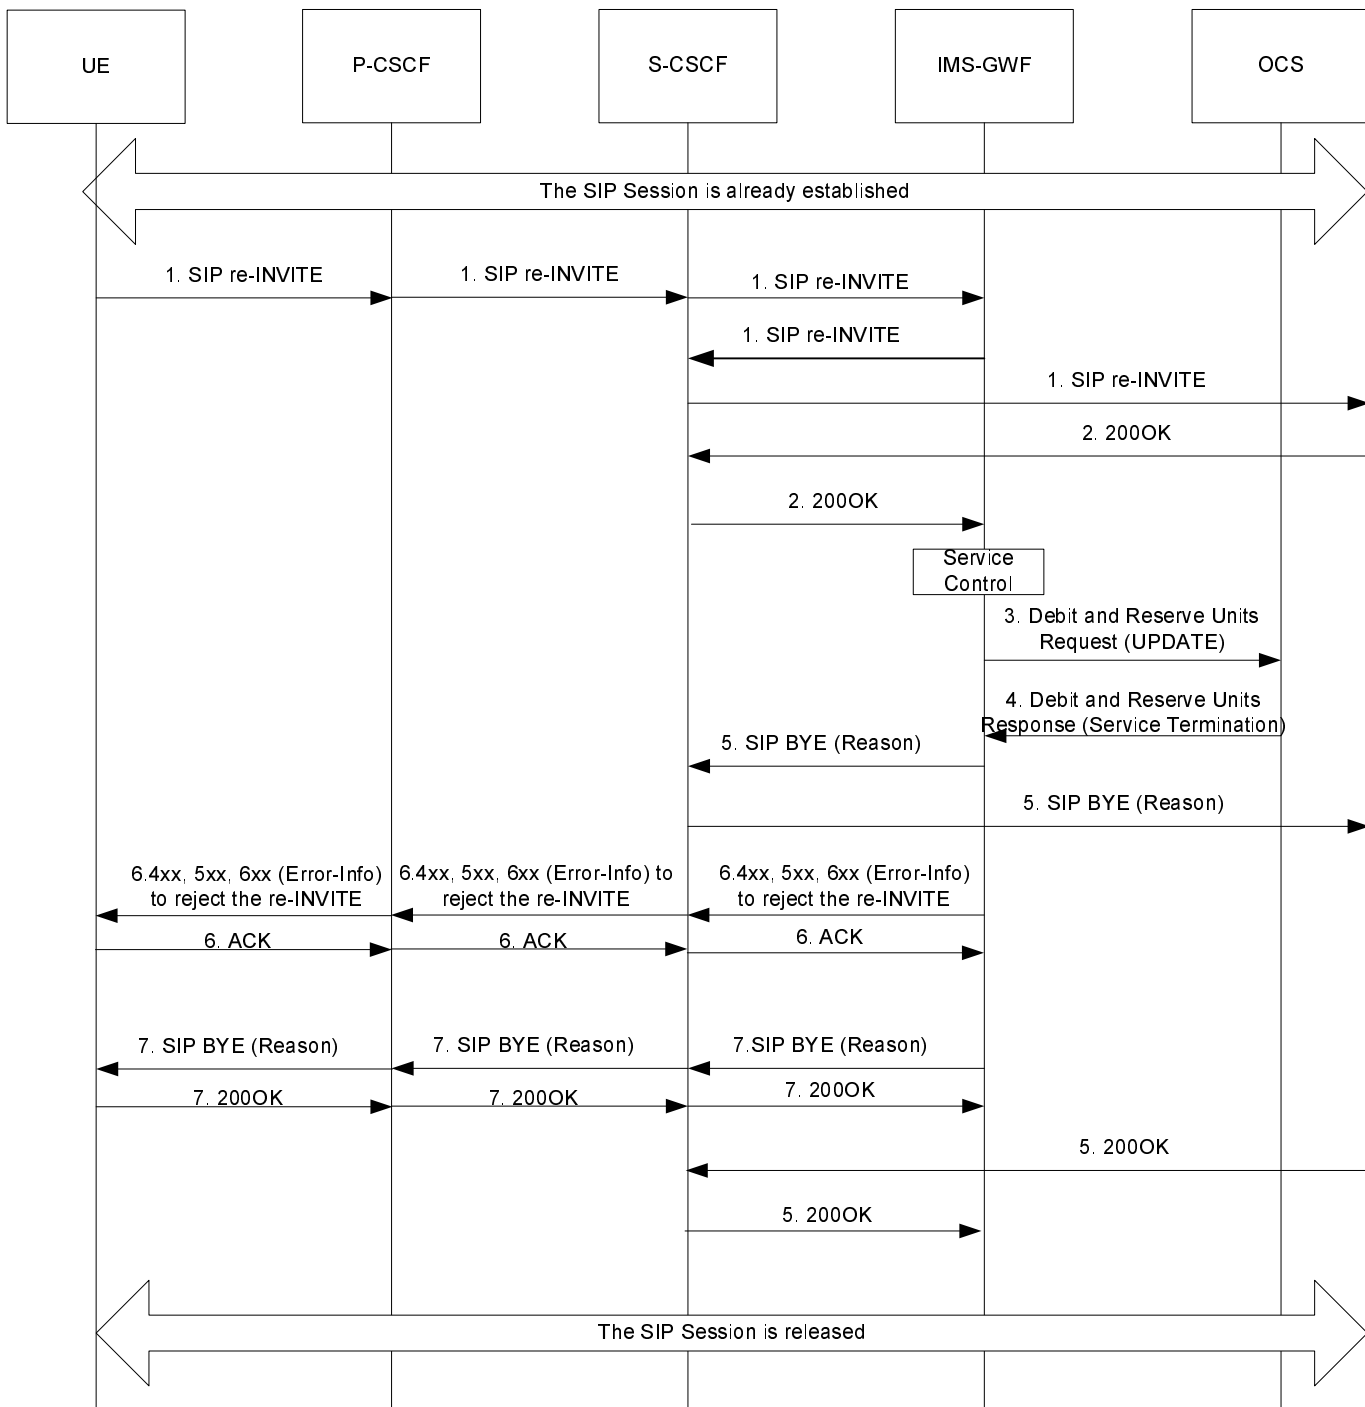 UE
P-CSCF
S-CSCF
IMS-GWF
OCS
The SIP Session is already established
1. SIP re-INVITE
1. SIP re-INVITE
1. SIP re-INVITE
1. SIP re-INVITE
1. SIP re-INVITE
2. 200OK
2. 200OK
Service
Control
3. Debit and Reserve Units
Request (UPDATE)
4. Debit and Reserve Units
Response (Service Termination)
5. SIP BYE (Reason)
5. SIP BYE (Reason)
6.4xx, 5xx, 6xx (Error-Info)
to reject the re-INVITE
6.4xx, 5xx, 6xx (Error-Info) to
reject the re-INVITE
6.4xx, 5xx, 6xx (Error-Info)
to reject the re-INVITE
6. ACK
6. ACK
6. ACK
7. SIP BYE (Reason)
7. SIP BYE (Reason)
7.SIP BYE (Reason)
7. 200OK
7. 200OK
7. 200OK
5. 200OK
5. 200OK
The SIP Session is released